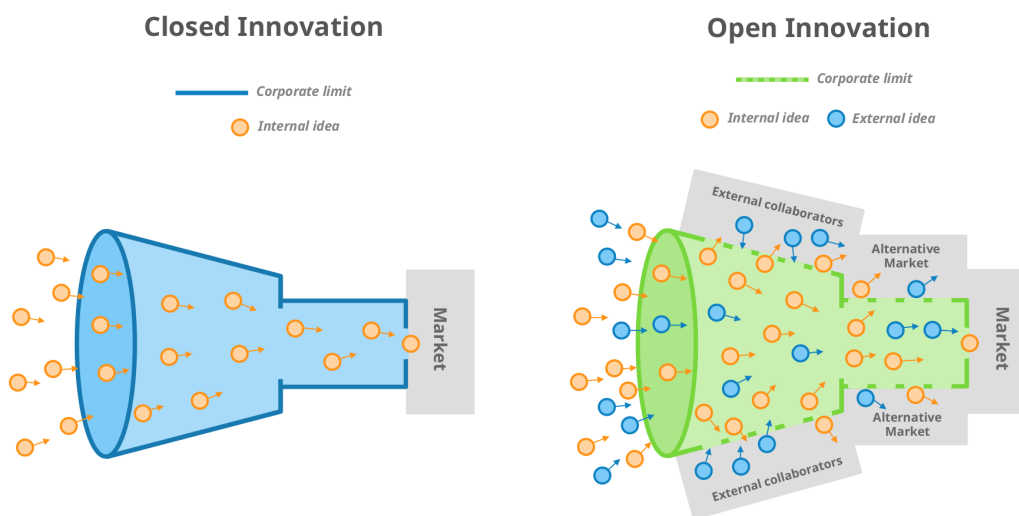 Closed Innovation
Corporate limit
Internal idea
Market
Open Innovation
Corporate limit
Internal idea
External idea
External collaborators
Alternative
Market
Market
Alternative
Market
External collaborators